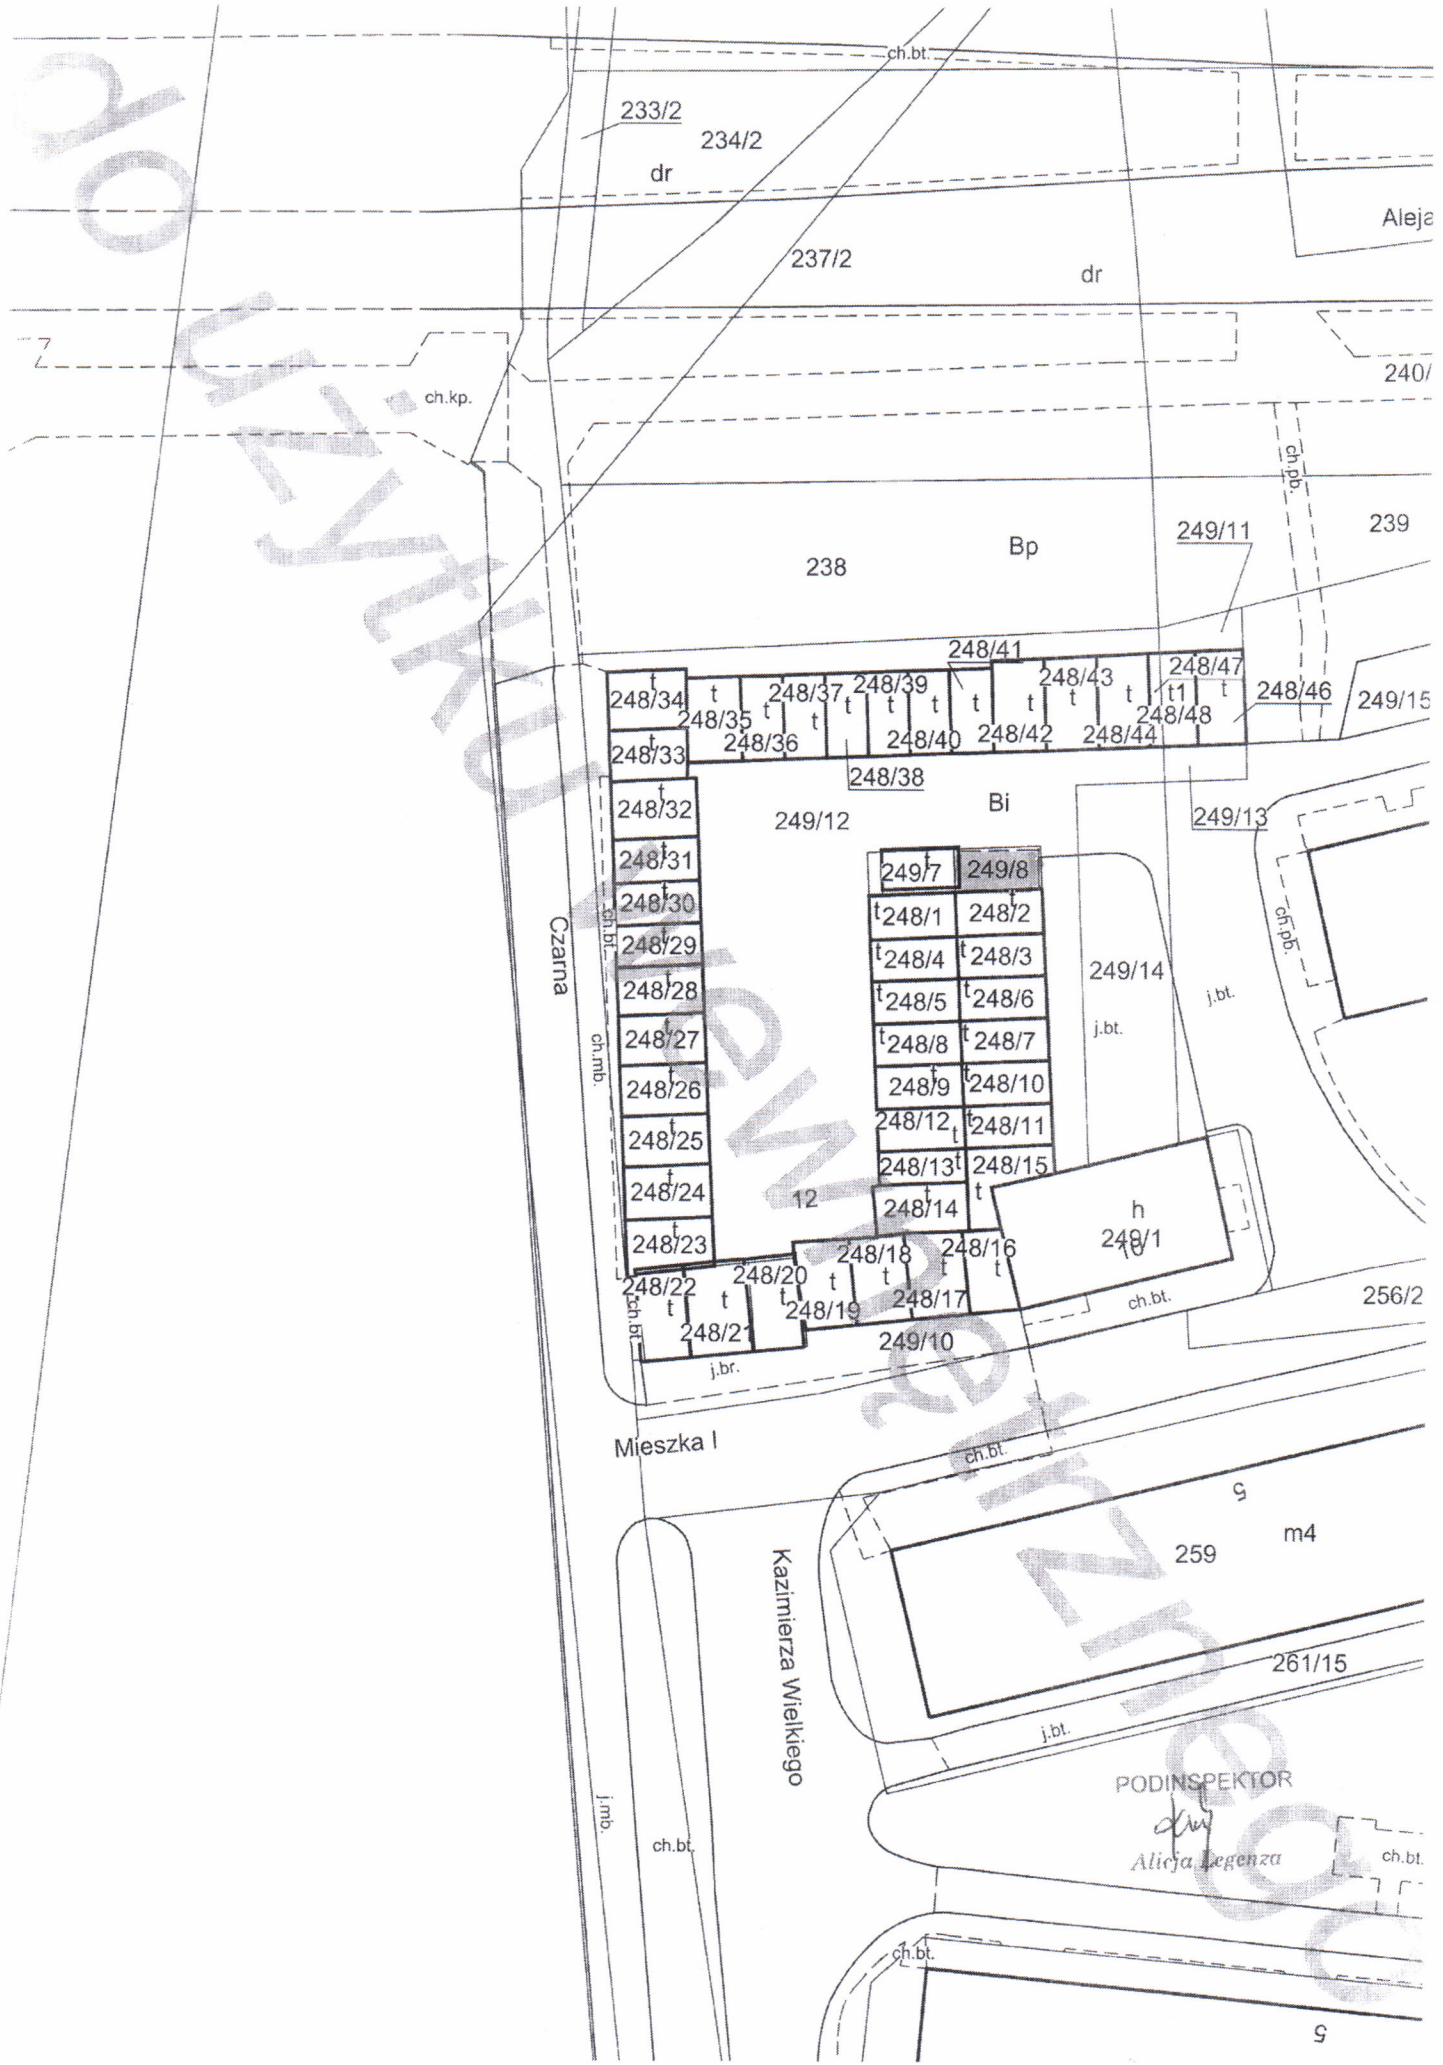 ch.bt.
233/2
234/2
dr
Aleja
237/2
dr
240/
ch.kp.
ch.pb.
239
249/11
Bp
238
248/41
248/34 t
t
248/35
248/37
t
248/36
t
248/39
t
t
248/40
t
t
248/42
248/43
t
t
248/44
t
248/47
t1
248/48
t
248/46
249/15
248/33 t
248/38
248/32 t
249/12
Bi
249/13
248/31 t
249/7 t
249/8
248/30 t
t 248/1
248/2 t
ch.bt.
ch.pb.
Czarna
248/29 t
t 248/4
t 248/3
249/14
248/28 t
t 248/5
t 248/6
j.bt.
248/27 t
t 248/8
t 248/7
j.bt.
ch.mb.
248/26 t
248/9 t
t 248/10
248/25 t
248/12 t
t 248/11
248/24 t
248/13 t
248/15
t
12
248/14 t
h
249/1
10
248/23 t
248/18
248/16
248/22
t
248/20
t
t
248/21
t
248/19
t
t
248/17
t
ch.bt.
ch.bt.
256/2
249/10
j.br.
Mieszka I
ch.bt.
5
m4
259
Kazimierza Wielkiego
261/15
j.bt.
PODINSPEKTOR
Alicja Legenza
j.mb.
ch.bt.
ch.bt.
ch.bt.
5
do użytku wewnętrznego